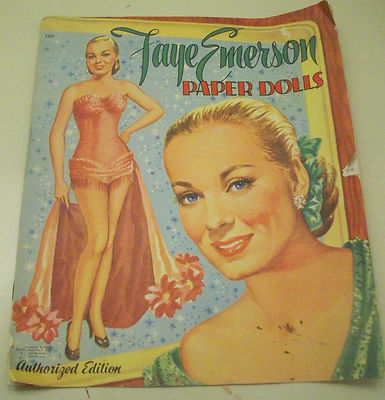 Faye Emerson
PAPER DOLLS
Authorized Edition